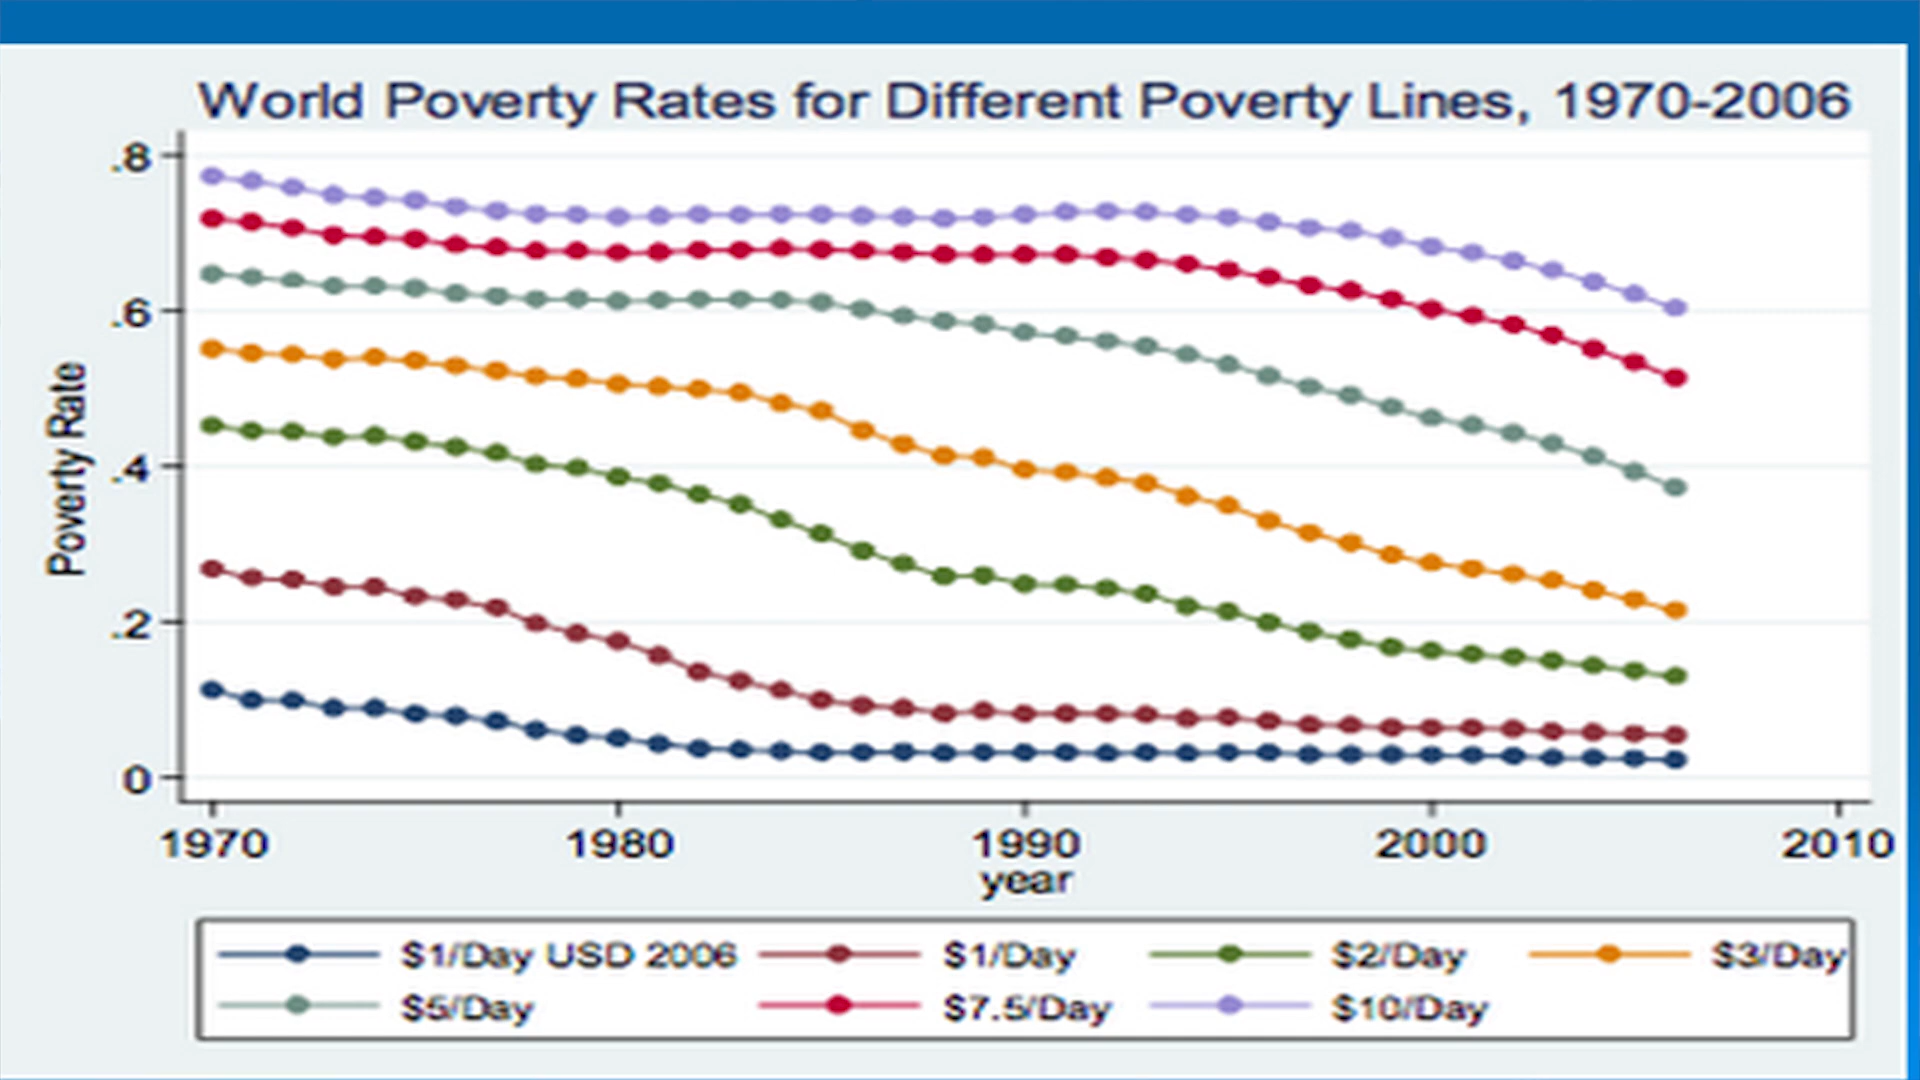 World Poverty Rates for Different Poverty Lines, 1970-2006
.8
.6
.4
.2
0
Poverty Rate
1970 1980 1990 2000 2010
year
$1/Day USD 2006 $1/Day $2/Day $3/Day
$5/Day $7.5/Day $10/Day